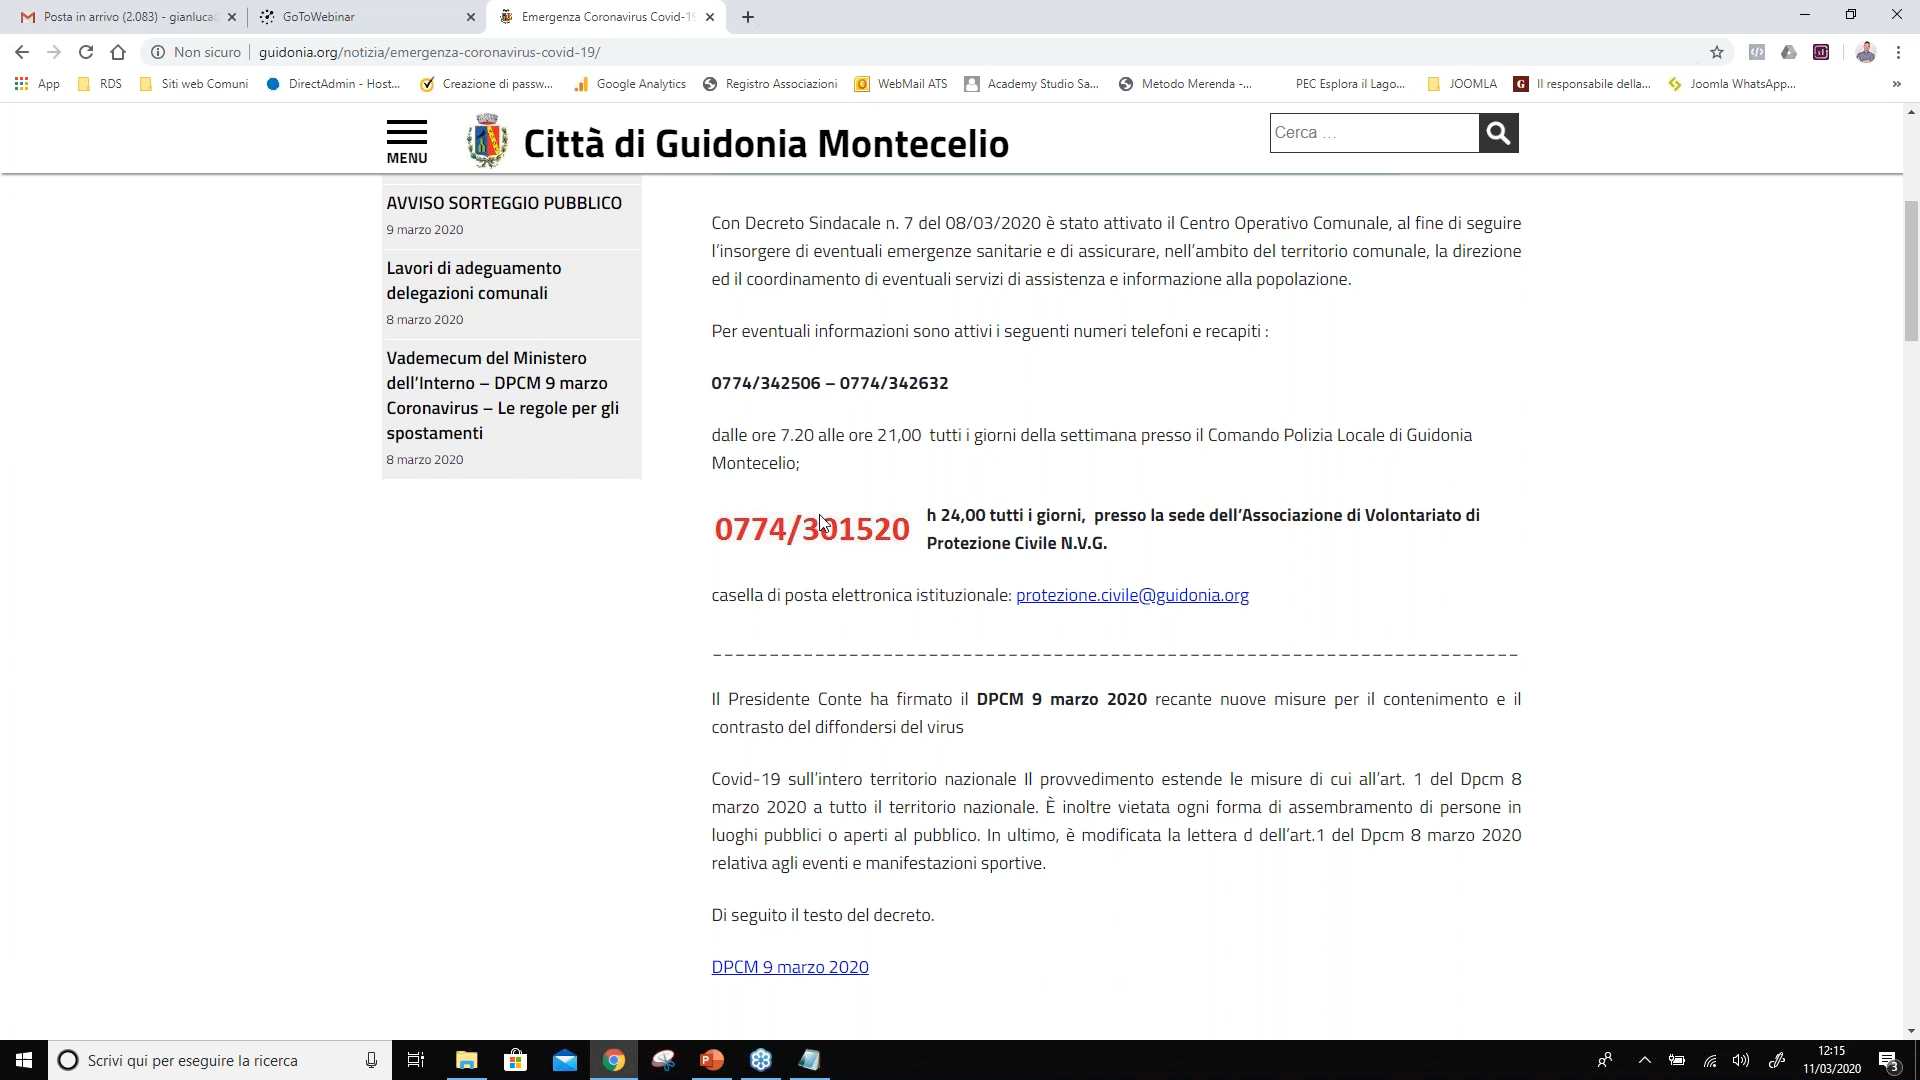 Posta in arrivo (2.083) - gianluca
GoToWebinar
Emergenza Coronavirus Covid-19
Non sicuro
guidonia.org/notizia/emergenza-coronavirus-covid-19/
App
RDS
Siti web Comuni
DirectAdmin - Host...
Creazione di passw...
Google Analytics
Registro Associazioni
WebMail ATS
Academy Studio Sa...
Metodo Merenda -...
PEC Esplora il Lago...
JOOMLA
Il responsabile della...
Joomla WhatsApp...
»
MENU
Città di Guidonia Montecelio
Cerca ...
AVVISO SORTEGGIO PUBBLICO
9 marzo 2020
Lavori di adeguamento
delegazioni comunali
8 marzo 2020
Vademecum del Ministero
dell’Interno – DPCM 9 marzo
Coronavirus – Le regole per gli
spostamenti
8 marzo 2020
Con Decreto Sindacale n. 7 del 08/03/2020 è stato attivato il Centro Operativo Comunale, al fine di seguire
l’insorgere di eventuali emergenze sanitarie e di assicurare, nell’ambito del territorio comunale, la direzione
ed il coordinamento di eventuali servizi di assistenza e informazione alla popolazione.
Per eventuali informazioni sono attivi i seguenti numeri telefoni e recapiti :
0774/342506 – 0774/342632
dalle ore 7.20 alle ore 21,00 tutti i giorni della settimana presso il Comando Polizia Locale di Guidonia
Montecelio;
0774/301520
h 24,00 tutti i giorni, presso la sede dell’Associazione di Volontariato di
Protezione Civile N.V.G.
casella di posta elettronica istituzionale: protezione.civile@guidonia.org
Il Presidente Conte ha firmato il DPCM 9 marzo 2020 recante nuove misure per il contenimento e il
contrasto del diffondersi del virus
Covid-19 sull’intero territorio nazionale Il provvedimento estende le misure di cui all’art. 1 del Dpcm 8
marzo 2020 a tutto il territorio nazionale. È inoltre vietata ogni forma di assembramento di persone in
luoghi pubblici o aperti al pubblico. In ultimo, è modificata la lettera d dell’art.1 del Dpcm 8 marzo 2020
relativa agli eventi e manifestazioni sportive.
Di seguito il testo del decreto.
DPCM 9 marzo 2020
Scrivi qui per eseguire la ricerca
12:15
11/03/2020
3